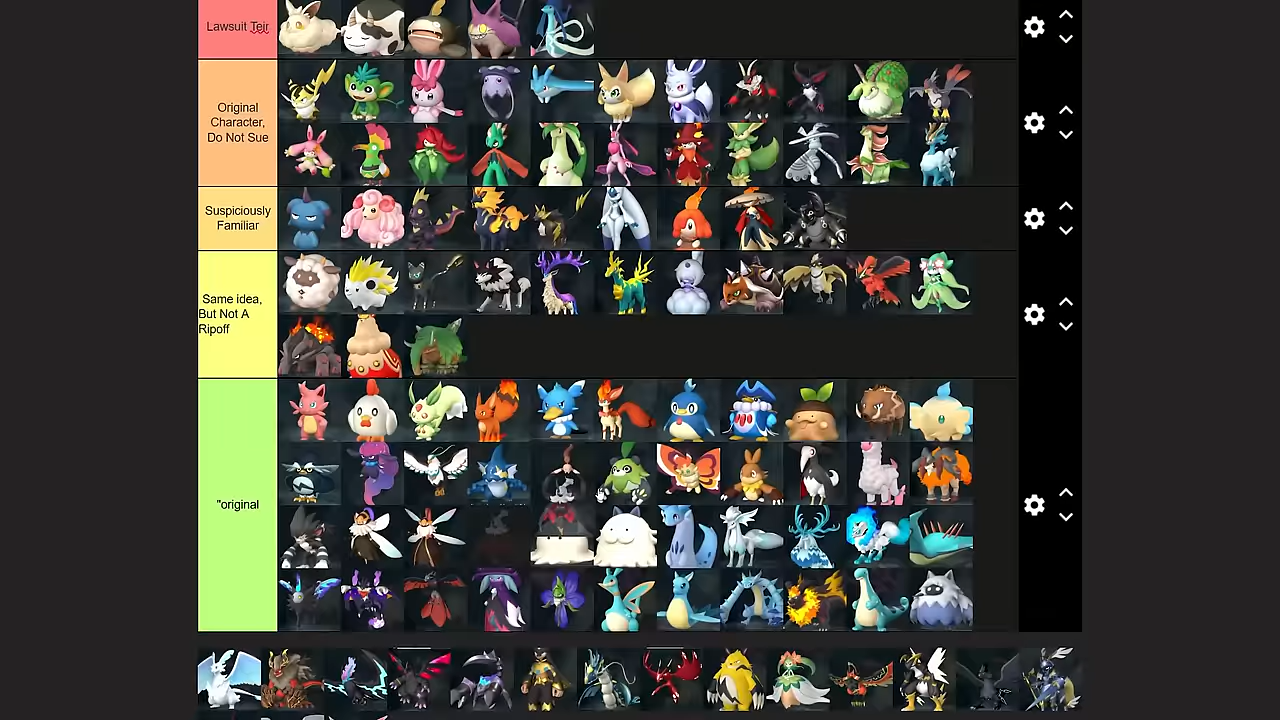 Lawsuit Teir
Original
Character,
Do Not Sue
Suspiciously
Familiar
Same idea,
But Not A
Ripoff
"original